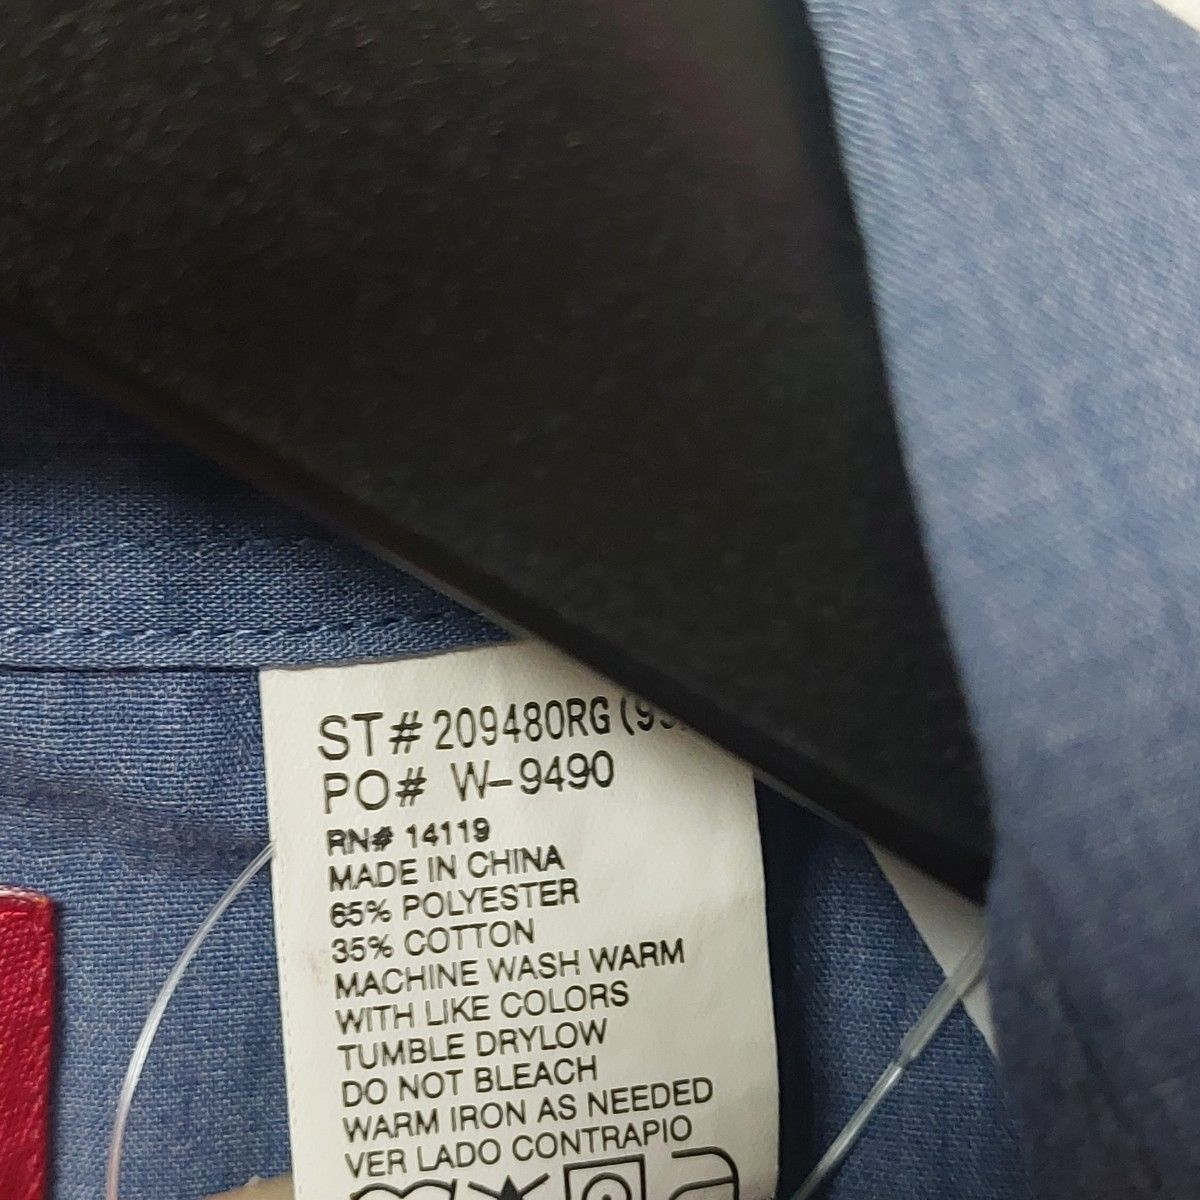 ST# 209480RG
PO# W-9490
RN# 14119
MADE IN CHINA
65% POLYESTER
35% COTTON
MACHINE WASH WARM
WITH LIKE COLORS
TUMBLE DRYLOW
DO NOT BLEACH
WARM IRON AS NEEDED
VER LADO CONTRAPIO